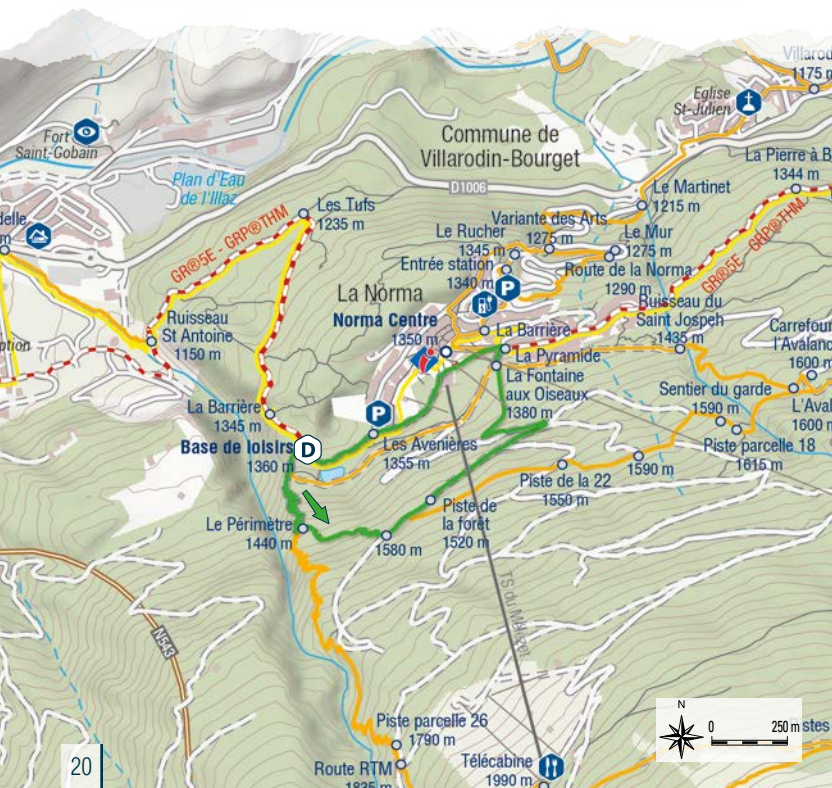 Villarod
1175 m
Eglise
St-Julien
Fort
Saint-Gobain
Commune de
Villarodin-Bourget
La Pierre à B
1344 m
Plan d'Eau
de l'Illaz
D1006
Le Martinet
1215 m
delle
m
Les Tufs
1235 m
GR®5E - GRP®THM
Variante des Arts
1275 m
Le Rucher
1345 m
Le Mur
1275 m
Entrée station
1340 m
P
Route de la Norma
1290 m
GR®5E - GRP®THM
La Norma
Norma Centre
1350 m
Ruisseau
St Antoine
1150 m
Ruisseau du
Saint Jospeh
1435 m
La Barrière
La Pyramide
La Fontaine
aux Oiseaux
1380 m
Carrefour
l'Avalanc
1600 m
ption
La Barrière
1345 m
P
Sentier du garde
1590 m
L'Aval
1600 m
Base de loisirs
1360 m
D
Les Avenières
1355 m
Piste parcelle 18
1615 m
1590 m
Piste de la 22
1550 m
Le Périmètre
1440 m
Piste de
la forêt
1520 m
1580 m
TS du Mélezet
N543
N
0 250 m
stes
Piste parcelle 26
1790 m
Route RTM
1835 m
Télécabine
1990 m
20